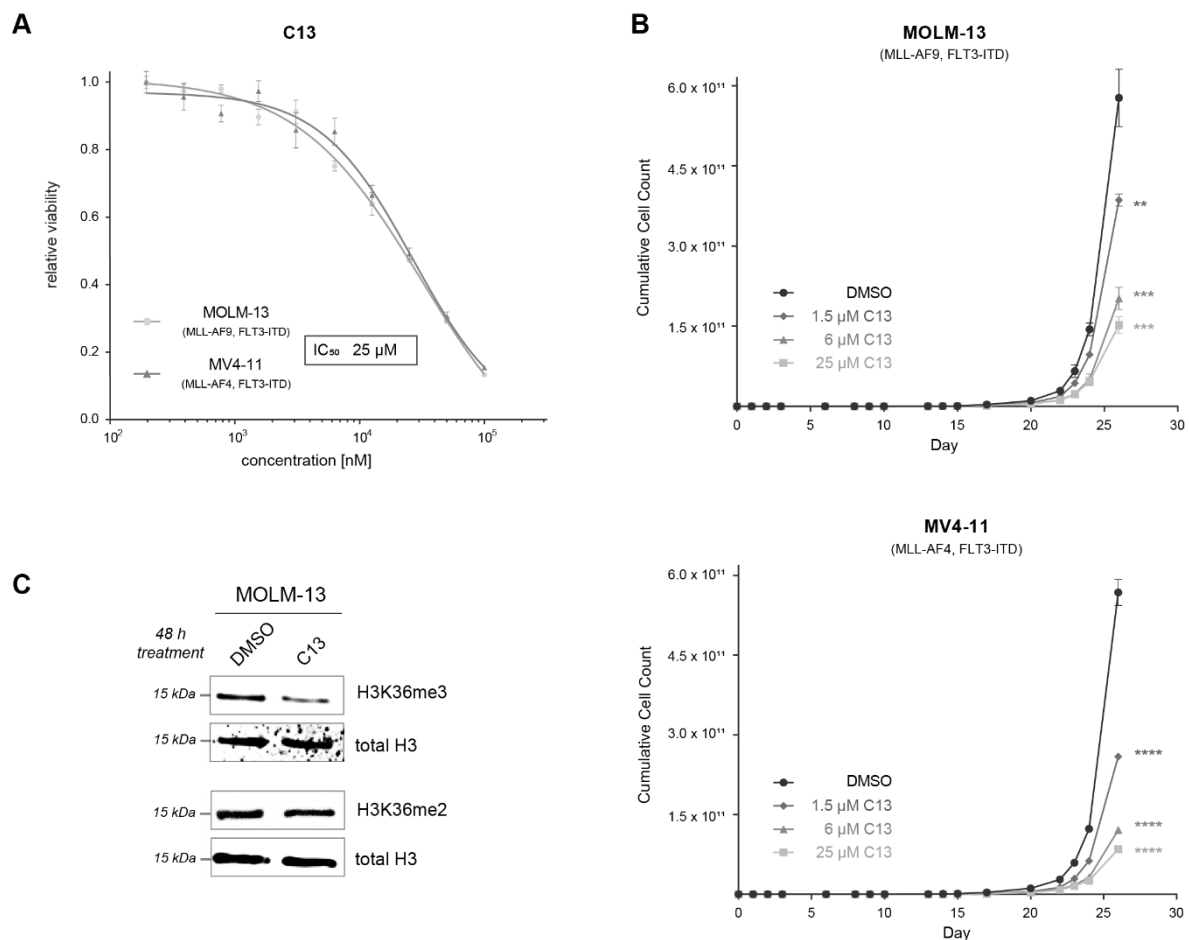 A
C13
relative viability
1.0
0.8
0.6
0.4
0.2
0.0
MOLM-13
(MLL-AF9, FLT3-ITD)
MV4-11
(MLL-AF4, FLT3-ITD)
IC₅₀ 25 µM
10² 10³ 10⁴ 10⁵
concentration [nM]
B
MOLM-13
(MLL-AF9, FLT3-ITD)
Cumulative Cell Count
6.0 x 10¹¹
4.5 x 10¹¹
3.0 x 10¹¹
1.5 x 10¹¹
DMSO
1.5 µM C13
6 µM C13
25 µM C13
**
***
***
0 5 10 15 20 25 30
Day
MV4-11
(MLL-AF4, FLT3-ITD)
Cumulative Cell Count
6.0 x 10¹¹
4.5 x 10¹¹
3.0 x 10¹¹
1.5 x 10¹¹
DMSO
1.5 µM C13
6 µM C13
25 µM C13
****
****
****
0 5 10 15 20 25 30
Day
C
MOLM-13
48 h
treatment
DMSO
C13
15 kDa H3K36me3
15 kDa total H3
15 kDa H3K36me2
15 kDa total H3